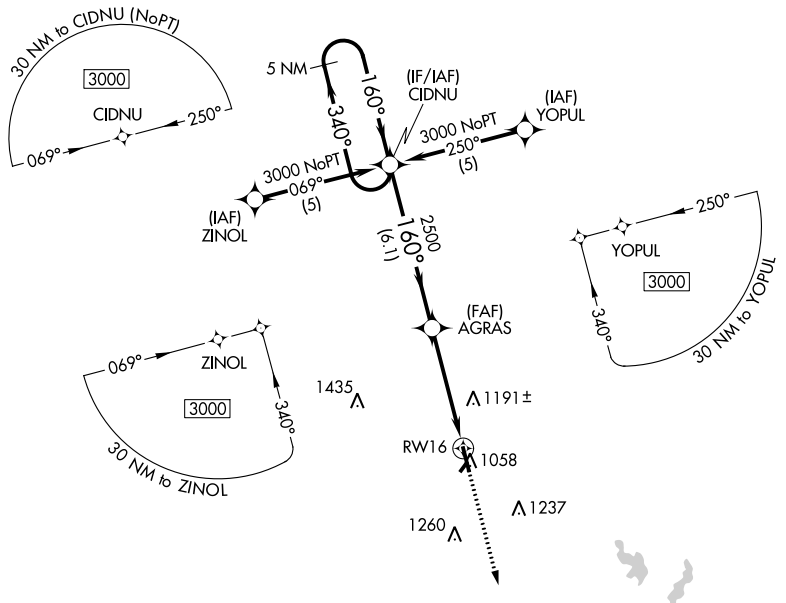 30 NM to CIDNU (NoPT)
3000
CIDNU
250°
069°
5 NM
340°
160°
(IF/IAF)
CIDNU
(IAF)
YOPUL
3000 NoPT
250°
(5)
3000 NoPT
069°
(5)
(IAF)
ZINOL
2500
160°
(6.1)
(FAF)
AGRAS
250°
YOPUL
3000
340°
30 NM to YOPUL
069°
ZINOL
3000
340°
30 NM to ZINOL
1435
1191±
RW16
1058
1237
1260